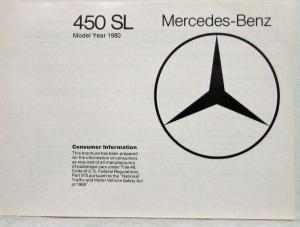 450 SL
Model Year 1980
Mercedes-Benz
Consumer Information
This brochure has been prepared
for the information of consumers
as required of all manufacturers
of passenger cars under Title 49,
Code of U. S. Federal Regulations,
Part 575 pursuant to the "National
Traffic and Motor Vehicle Safety Act
of 1966".